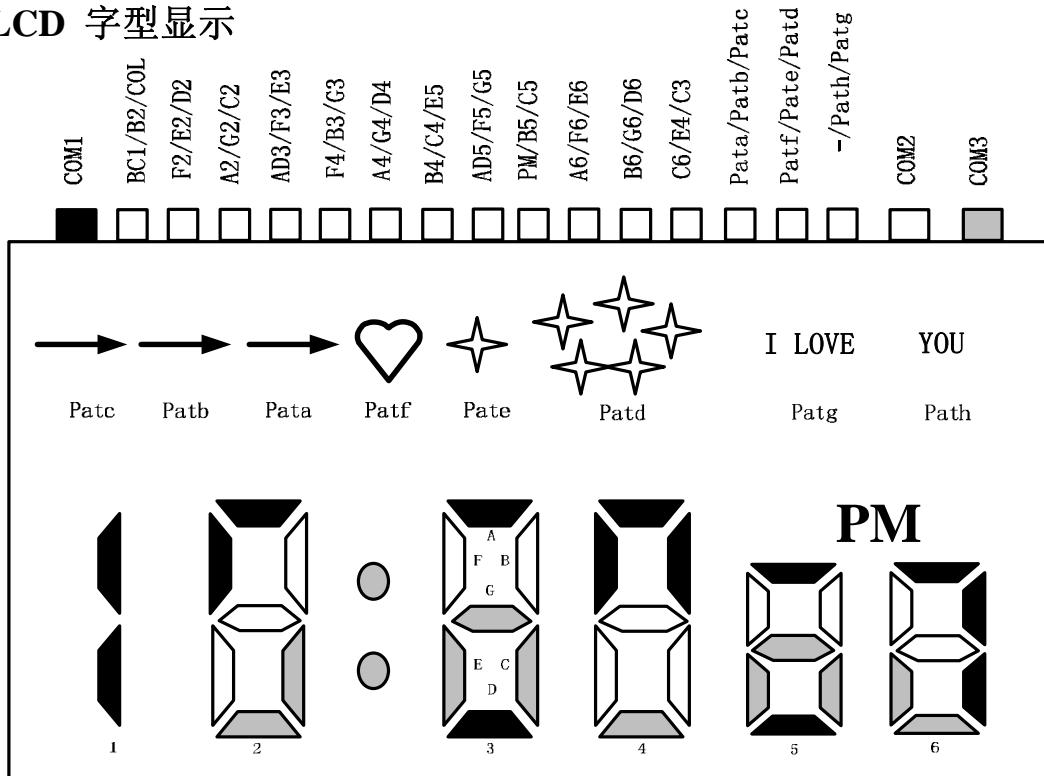 LCD 字型显示
COM1
BC1/B2/COL
F2/E2/D2
A2/G2/C2
AD3/F3/E3
F4/B3/G3
A4/G4/D4
B4/C4/E5
AD5/F5/G5
PM/B5/C5
A6/F6/E6
B6/G6/D6
C6/E4/C3
Pata/Patb/Patc
Patf/Pate/Patd
-/Path/Patg
COM2
COM3
I LOVE YOU
Patc Patb Pata Patf Pate Patd Patg Path
PM
A
F B
G
E C
D
1 2 3 4 5 6